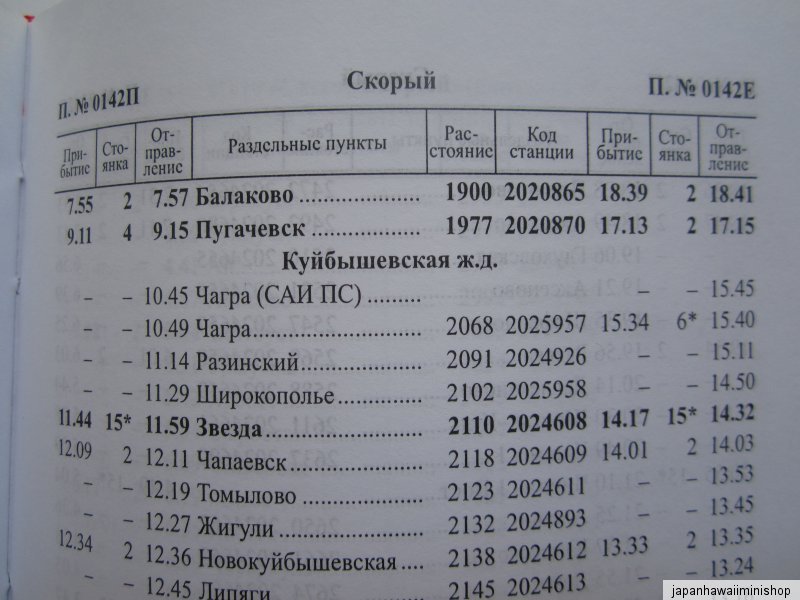 Скорый
П. № 0142П П. № 0142Е
При-бытие Сто-янка От-прав-ление Раздельные пункты Рас-стояние Код станции При-бытие Сто-янка От-прав-ление
7.55 2 7.57 Балаково 1900 2020865 18.39 2 18.41
9.11 4 9.15 Пугачевск 1977 2020870 17.13 2 17.15
Куйбышевская ж.д.
– – 10.45 Чагра (САИ ПС) – – 15.45
– – 10.49 Чагра 2068 2025957 15.34 6* 15.40
– – 11.14 Разинский 2091 2024926 – – 15.11
– – 11.29 Широкополье 2102 2025958 – – 14.50
11.44 15* 11.59 Звезда 2110 2024608 14.17 15* 14.32
12.09 2 12.11 Чапаевск 2118 2024609 14.01 2 14.03
– – 12.19 Томылово 2123 2024611 – – 13.53
– – 12.27 Жигули 2132 2024893 – – 13.45
12.34 2 12.36 Новокуйбышевская 2138 2024612 13.33 2 13.35
– – 12.45 Липяги 2145 2024613 – – 13.24
japanhawaiiminishop